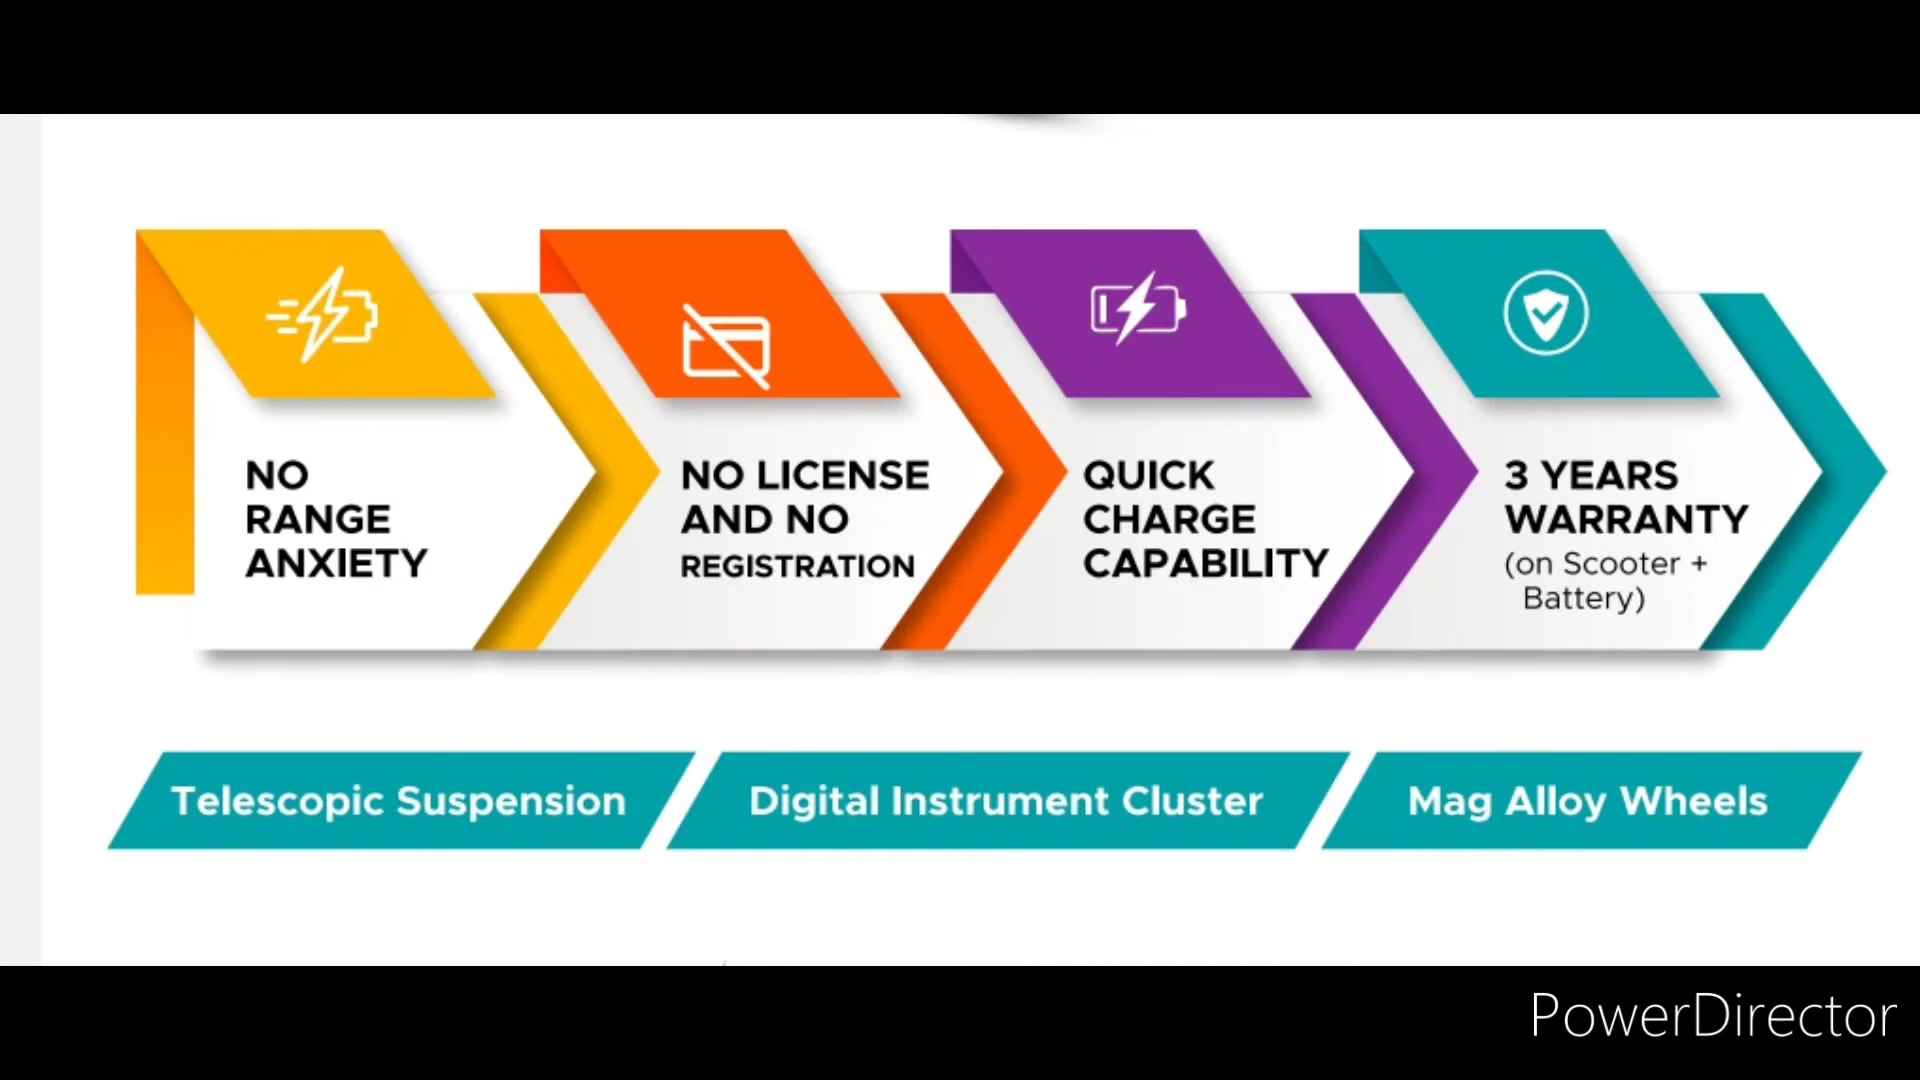 NO
RANGE
ANXIETY
NO LICENSE
AND NO
REGISTRATION
QUICK
CHARGE
CAPABILITY
3 YEARS
WARRANTY
(on Scooter +
Battery)
Telescopic Suspension
Digital Instrument Cluster
Mag Alloy Wheels
PowerDirector